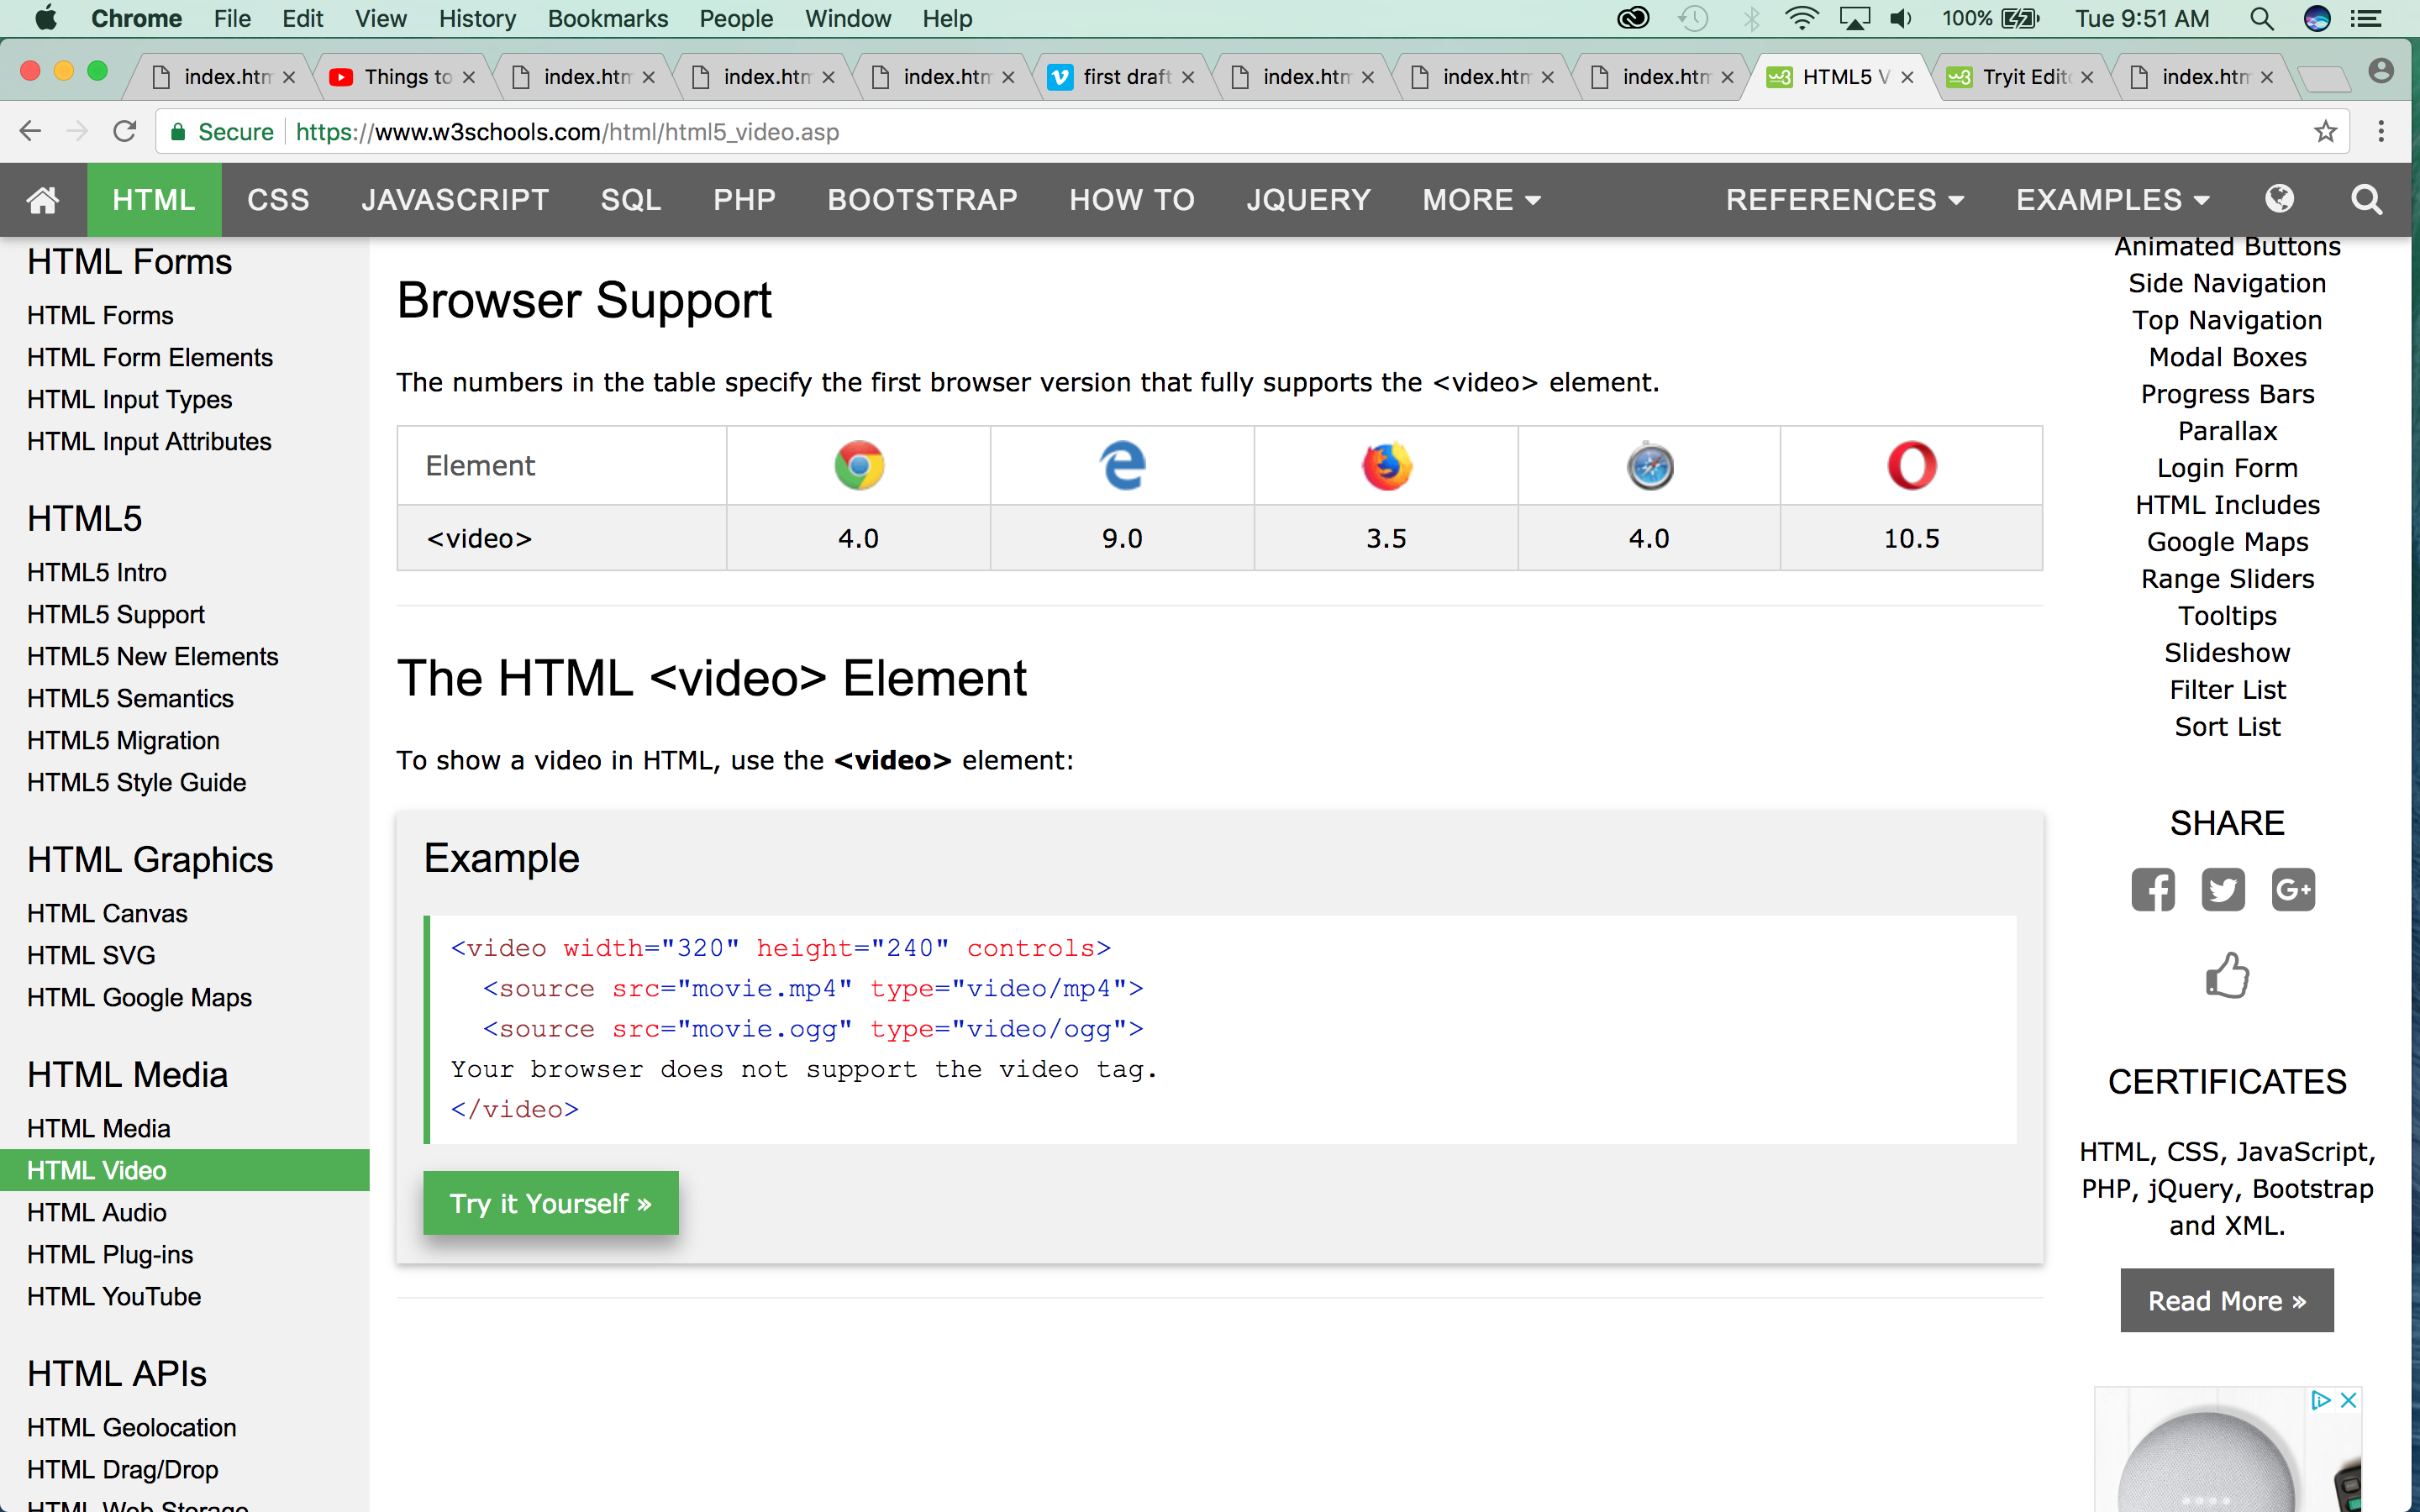 Chrome File Edit View History Bookmarks People Window Help 100% Tue 9:51 AM
index.htm Things to index.htm index.htm index.htm first draft index.htm index.htm index.htm HTML5 V Tryit Edito index.htm
Secure https://www.w3schools.com/html/html5_video.asp
HTML CSS JAVASCRIPT SQL PHP BOOTSTRAP HOW TO JQUERY MORE REFERENCES EXAMPLES
HTML Forms
HTML Forms
HTML Form Elements
HTML Input Types
HTML Input Attributes
HTML5
HTML5 Intro
HTML5 Support
HTML5 New Elements
HTML5 Semantics
HTML5 Migration
HTML5 Style Guide
HTML Graphics
HTML Canvas
HTML SVG
HTML Google Maps
HTML Media
HTML Media
HTML Video
HTML Audio
HTML Plug-ins
HTML YouTube
HTML APIs
HTML Geolocation
HTML Drag/Drop
HTML Web Storage
Browser Support
The numbers in the table specify the first browser version that fully supports the <video> element.
Element
<video> 4.0 9.0 3.5 4.0 10.5
The HTML <video> Element
To show a video in HTML, use the <video> element:
Example
<video width="320" height="240" controls>
  <source src="movie.mp4" type="video/mp4">
  <source src="movie.ogg" type="video/ogg">
Your browser does not support the video tag.
</video>
Try it Yourself »
Animated Buttons
Side Navigation
Top Navigation
Modal Boxes
Progress Bars
Parallax
Login Form
HTML Includes
Google Maps
Range Sliders
Tooltips
Slideshow
Filter List
Sort List
SHARE
G+
CERTIFICATES
HTML, CSS, JavaScript,
PHP, jQuery, Bootstrap
and XML.
Read More »